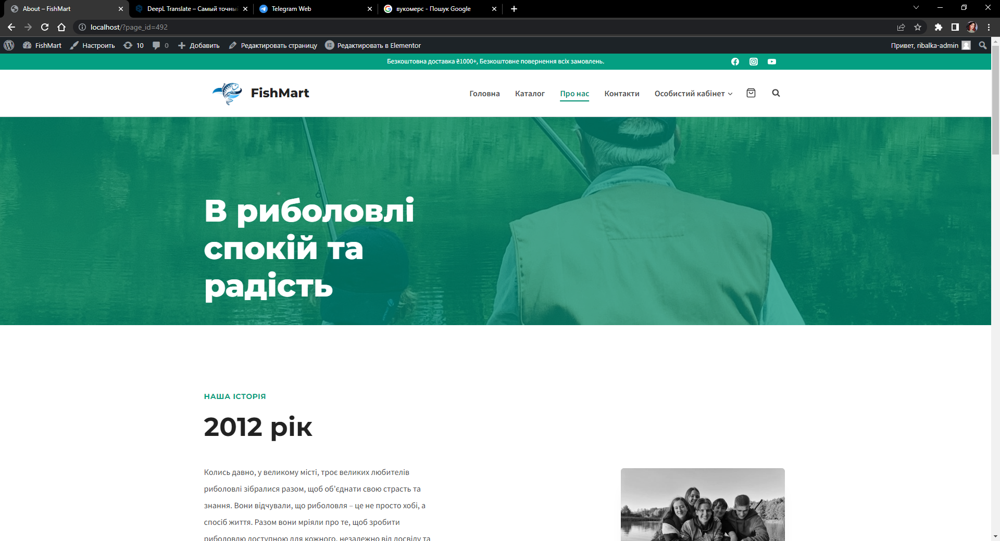 About – FishMart
DeepL Translate – Самый точны
Telegram Web
вукомерс - Пошук Google
localhost/?page_id=492
FishMart
Настроить
10
0
Добавить
Редактировать страницу
Редактировать в Elementor
Привет, ribalka-admin
Безкоштовна доставка ₴1000+, Безкоштовне повернення всіх замовлень.
FishMart
Головна
Каталог
Про нас
Контакти
Особистий кабінет
В риболовлі
спокій та
радість
НАША ІСТОРІЯ
2012 рік
Колись давно, у великому місті, троє великих любителів
риболовлі зібралися разом, щоб об’єднати свою страсть та
знання. Вони відчували, що риболовля – це не просто хобі, а
спосіб життя. Разом вони мріяли про те, щоб зробити
риболовлю доступною для кожного, незалежно від досвіду та